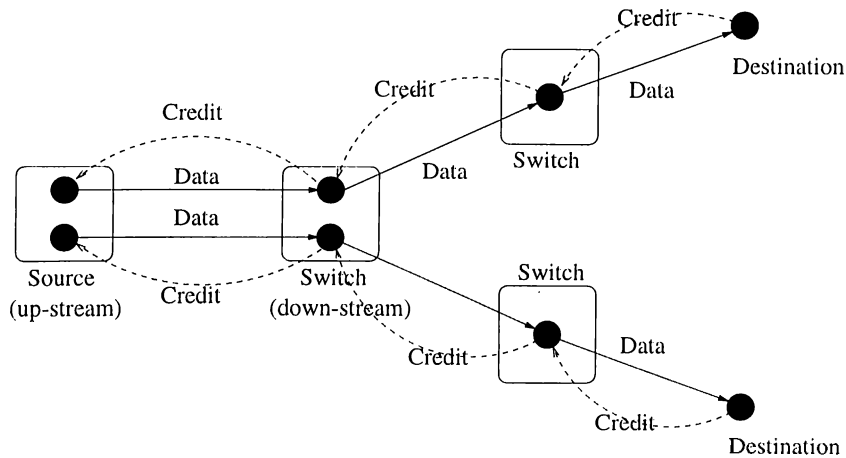 Credit
Destination
Data
Credit
Switch
Data
Credit
Data
Data
Source
(up-stream)
Credit
Switch
(down-stream)
Switch
Credit
Data
Credit
Destination